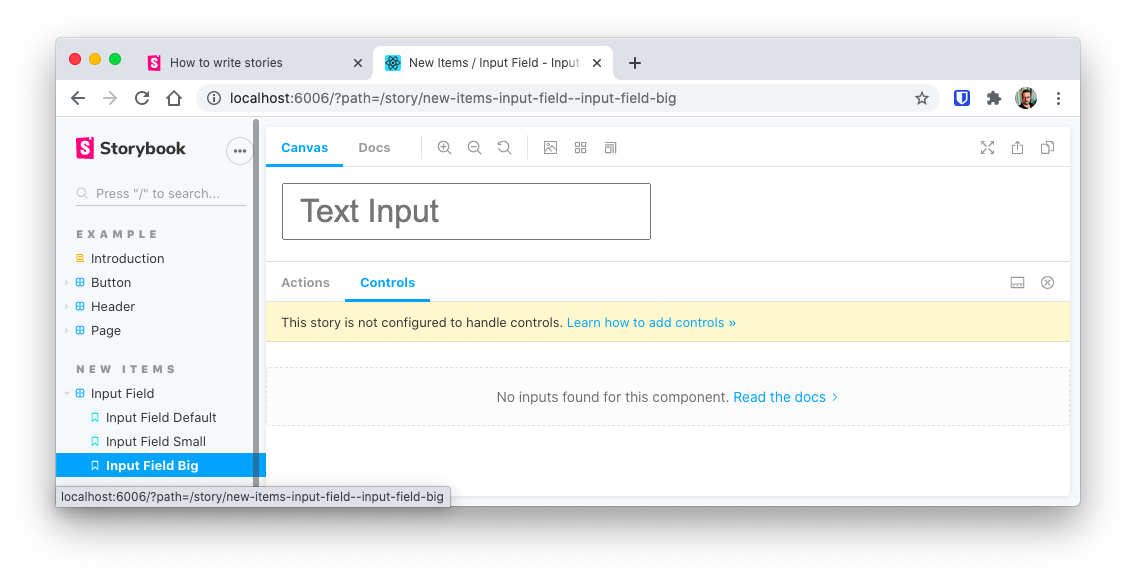 How to write stories
New Items / Input Field - Input
localhost:6006/?path=/story/new-items-input-field--input-field-big
Storybook
Canvas Docs
Press "/" to search...
Text Input
EXAMPLE
Introduction
Button
Header
Page
Actions Controls
This story is not configured to handle controls. Learn how to add controls »
NEW ITEMS
Input Field
Input Field Default
Input Field Small
Input Field Big
No inputs found for this component. Read the docs
localhost:6006/?path=/story/new-items-input-field--input-field-big